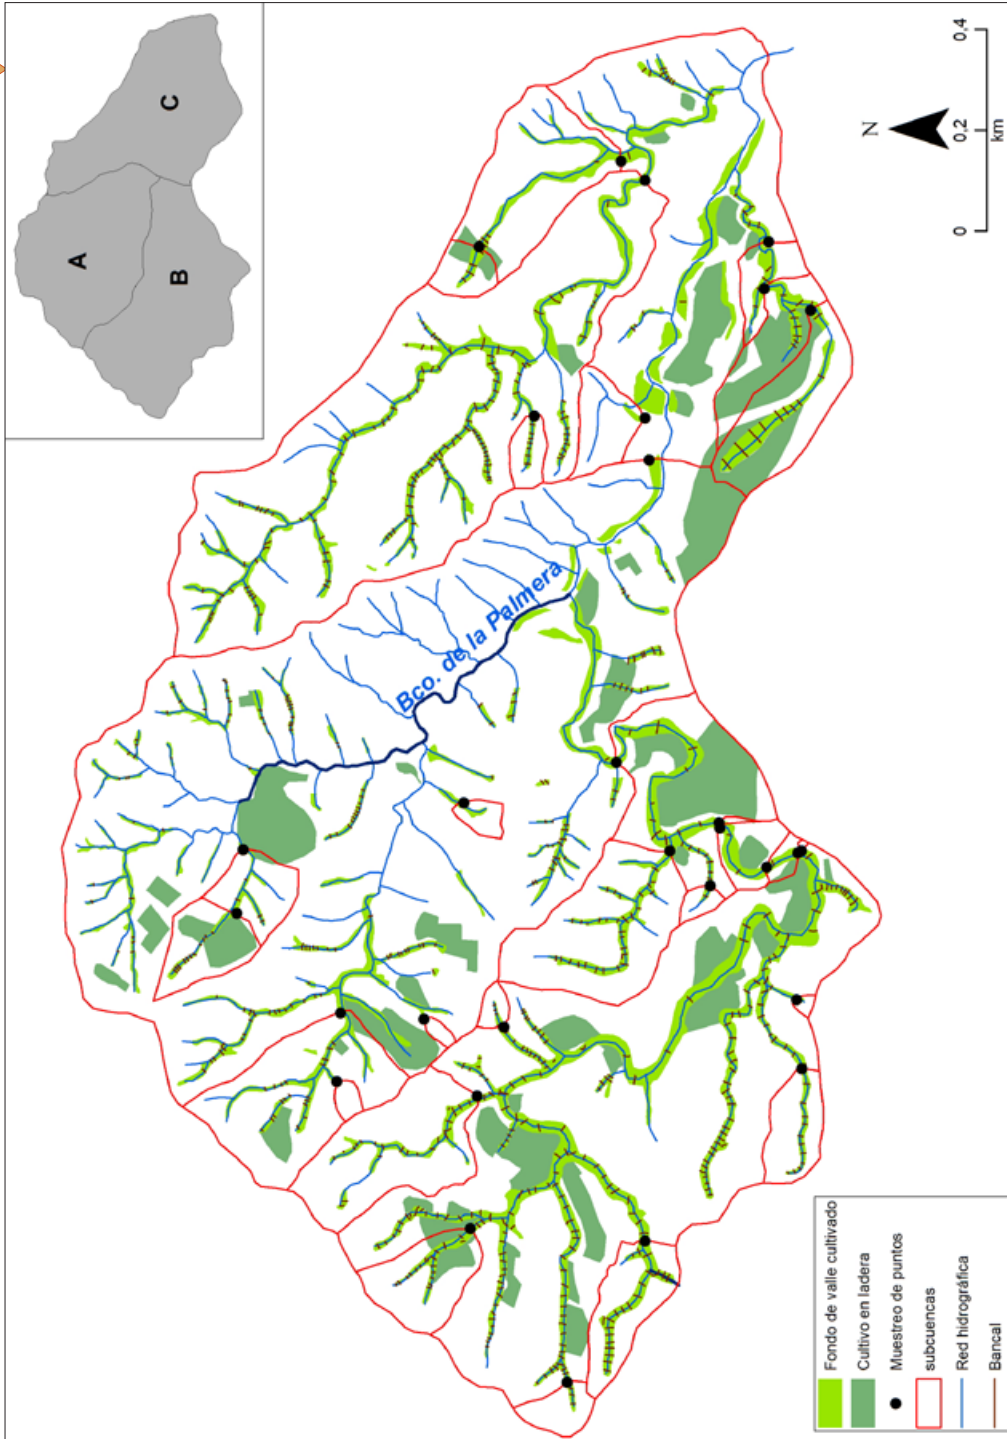 A
B
C
N
0
0,2
0,4
km
Bco. de la Palmera
Fondo de valle cultivado
Cultivo en ladera
Muestreo de puntos
subcuencas
Red hidrográfica
Bancal